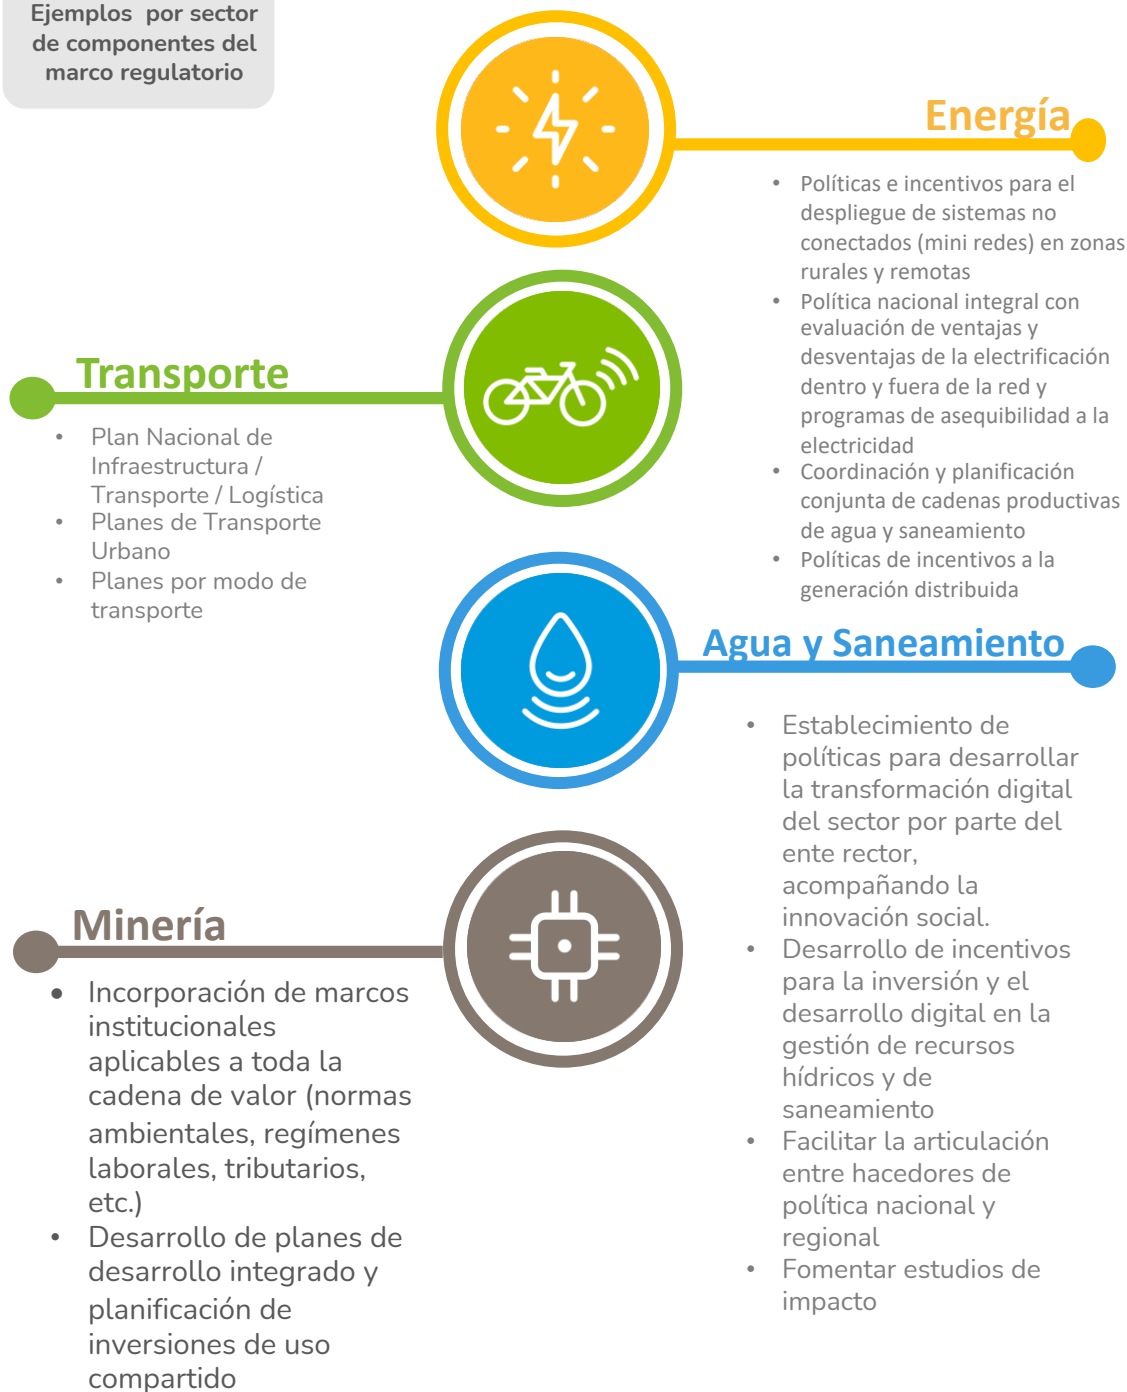 Ejemplos por sector
de componentes del
marco regulatorio
Energía
• Políticas e incentivos para el
despliegue de sistemas no
conectados (mini redes) en zonas
rurales y remotas
• Política nacional integral con
evaluación de ventajas y
desventajas de la electrificación
dentro y fuera de la red y
programas de asequibilidad a la
electricidad
• Coordinación y planificación
conjunta de cadenas productivas
de agua y saneamiento
• Políticas de incentivos a la
generación distribuida
Transporte
• Plan Nacional de
Infraestructura /
Transporte / Logística
• Planes de Transporte
Urbano
• Planes por modo de
transporte
Agua y Saneamiento
• Establecimiento de
políticas para desarrollar
la transformación digital
del sector por parte del
ente rector,
acompañando la
innovación social.
• Desarrollo de incentivos
para la inversión y el
desarrollo digital en la
gestión de recursos
hídricos y de
saneamiento
• Facilitar la articulación
entre hacedores de
política nacional y
regional
• Fomentar estudios de
impacto
Minería
• Incorporación de marcos
institucionales
aplicables a toda la
cadena de valor (normas
ambientales, regímenes
laborales, tributarios,
etc.)
• Desarrollo de planes de
desarrollo integrado y
planificación de
inversiones de uso
compartido